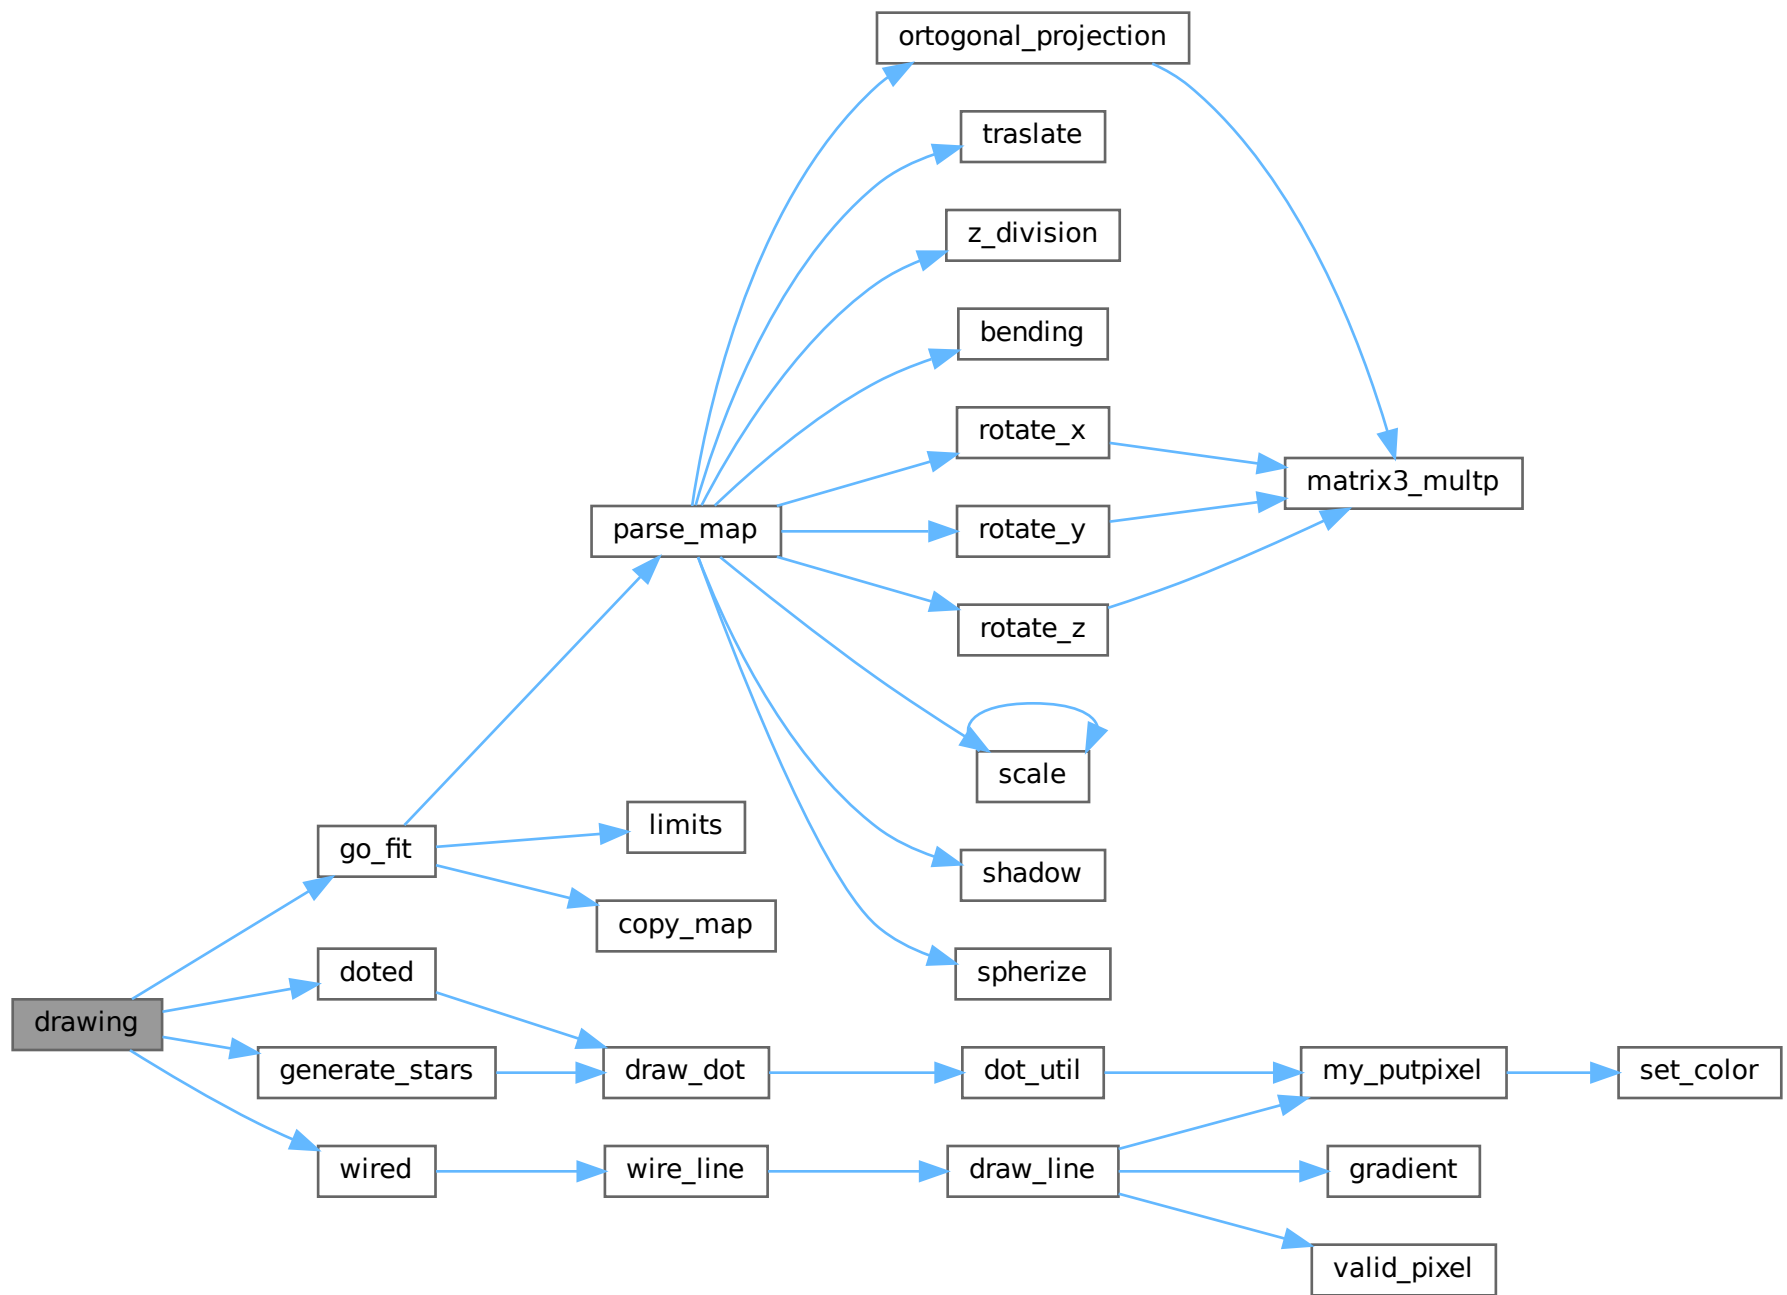 ortogonal_projection
traslate
z_division
bending
rotate_x
matrix3_multp
parse_map
rotate_y
rotate_z
scale
limits
go_fit
shadow
copy_map
doted
spherize
drawing
generate_stars
draw_dot
dot_util
my_putpixel
set_color
wired
wire_line
draw_line
gradient
valid_pixel